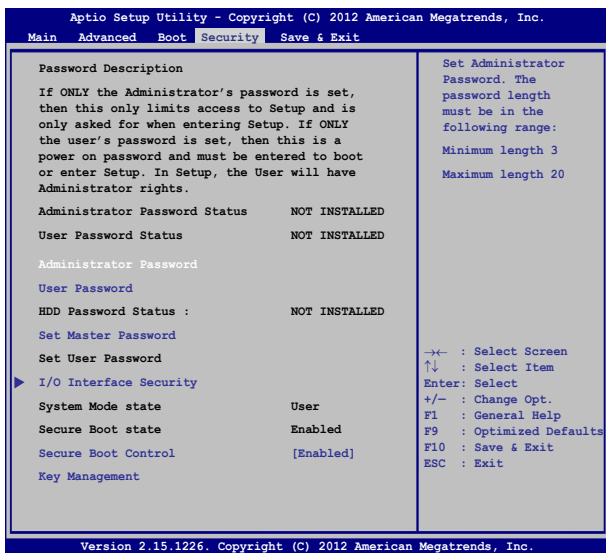 Aptio Setup Utility - Copyright (C) 2012 American Megatrends, Inc.
Main Advanced Boot Security Save & Exit
Password Description
If ONLY the Administrator's password is set,
then this only limits access to Setup and is
only asked for when entering Setup. If ONLY
the user's password is set, then this is a
power on password and must be entered to boot
or enter Setup. In Setup, the User will have
Administrator rights.
Administrator Password Status NOT INSTALLED
User Password Status NOT INSTALLED
Administrator Password
User Password
HDD Password Status : NOT INSTALLED
Set Master Password
Set User Password
I/O Interface Security
System Mode state User
Secure Boot state Enabled
Secure Boot Control [Enabled]
Key Management
Set Administrator
Password. The
password length
must be in the
following range:
Minimum length 3
Maximum length 20
→← : Select Screen
↑↓ : Select Item
Enter: Select
+/— : Change Opt.
F1 : General Help
F9 : Optimized Defaults
F10 : Save & Exit
ESC : Exit
Version 2.15.1226. Copyright (C) 2012 American Megatrends, Inc.